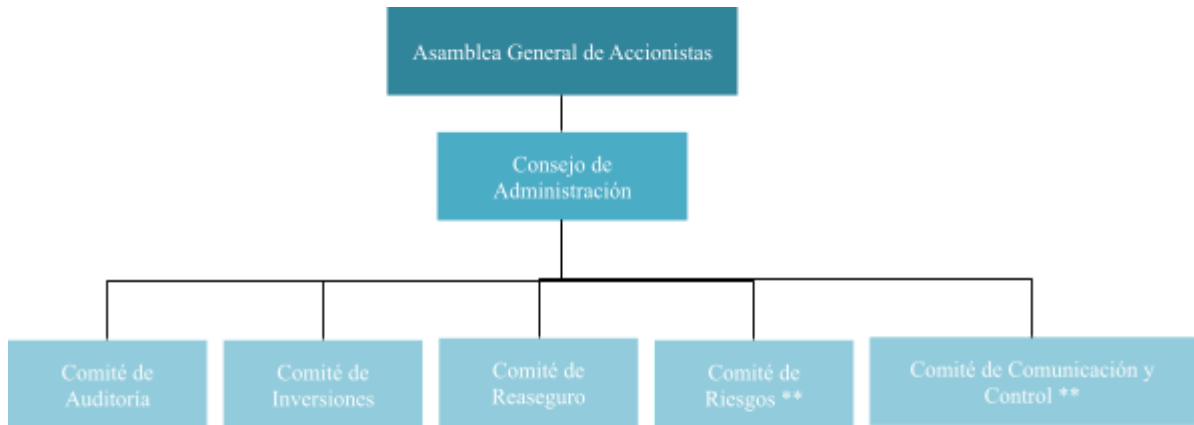 Asamblea General de Accionistas
Consejo de
Administración
Comité de
Auditoria
Comité de
Inversiones
Comité de
Reaseguro
Comité de
Riesgos **
Comité de Comunicación y
Control **